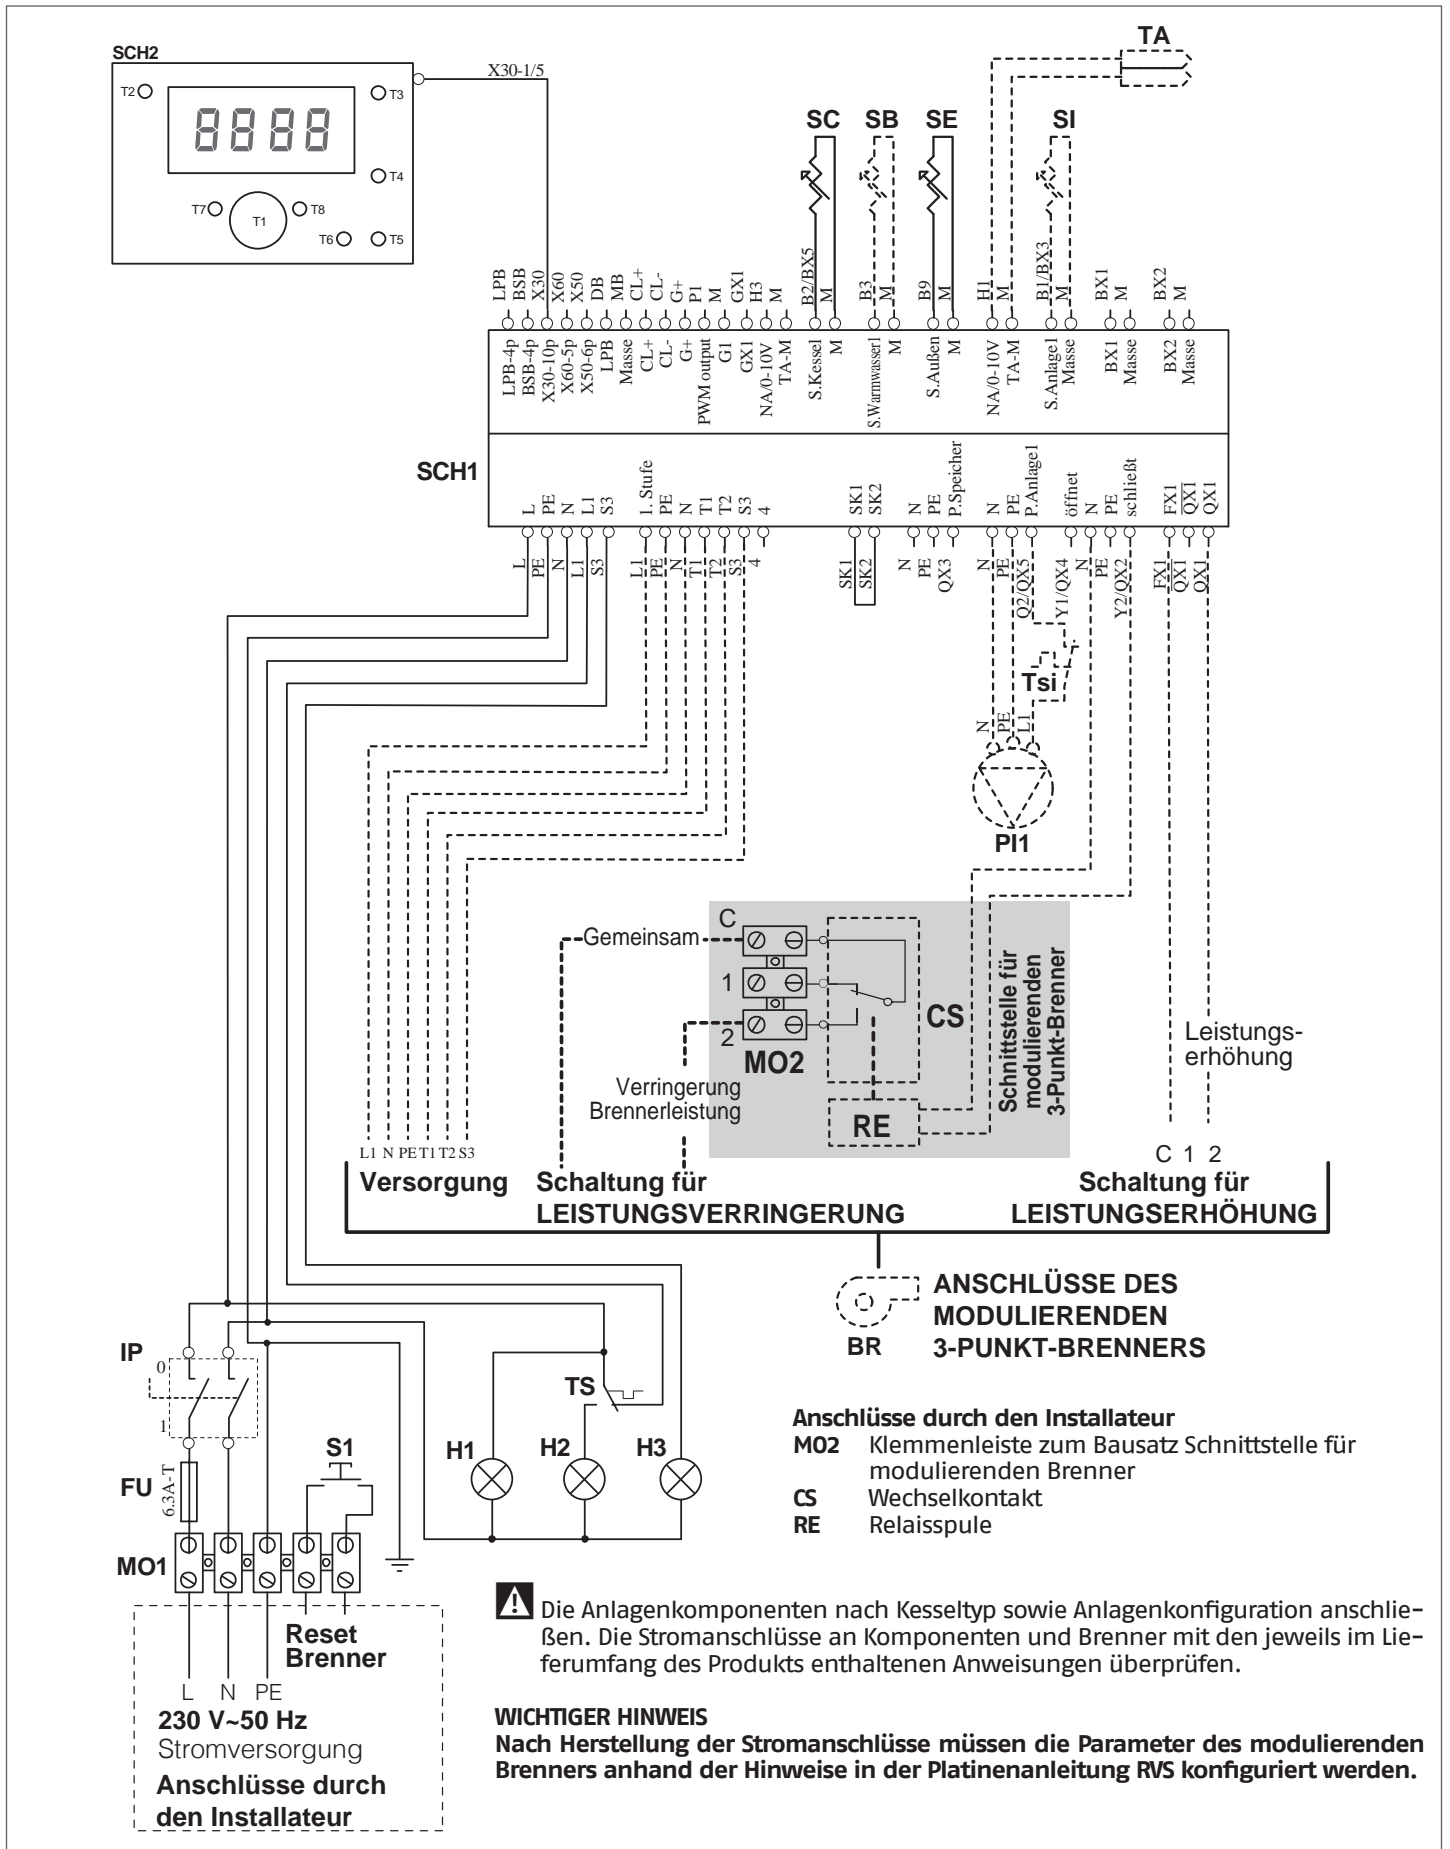 SCH2
X30-1/5
T2
T3
T4
T7
T1
T8
T6
T5
TA
SC
SB
SE
SI
LPB
BSB
X30
X60
X50
DB
MB
CL+
CL-
G+
P1
M
GX1
H3
M
B2/BX5
M
B3
M
B9
M
H1
M
B1/BX3
M
BX1
M
BX2
M
LPB-4p
BSB-4p
X30-10p
X60-5p
X50-6p
LPB
Masse
CL+
CL-
G+
PWM output
G1
GX1
NA/0-10V
TA-M
S.Kessel
M
S.Warmwasser1
M
S.Außen
M
NA/0-10V
TA-M
S.Anlage1
Masse
BX1
Masse
BX2
Masse
SCH1
L
PE
N
L1
S3
1. Stufe
PE
N
T1
T2
S3
4
SK1
SK2
N
PE
P.Speicher
N
PE
P.Anlage1
öffnet
N
PE
schließt
FX1
QX1
QX1
L
PE
N
L1
S3
L1
PE
N
T1
T2
S3
4
SK1
SK2
N
PE
QX3
N
PE
Q2/QX5
Y1/QX4
N
PE
Y2/QX2
FX1
QX1
QX1
Tsi
N
PE
L1
PI1
Gemeinsam
C
1
2
MO2
CS
RE
Schnittstelle für
modulierenden
3-Punkt-Brenner
Verringerung
Brennerleistung
Leistungs-
erhöhung
L1 N PE T1 T2 S3
C 1 2
Versorgung
Schaltung für
LEISTUNGSVERRINGERUNG
Schaltung für
LEISTUNGSERHÖHUNG
BR
ANSCHLÜSSE DES
MODULIERENDEN
3-PUNKT-BRENNERS
IP
0
1
FU
6.3A-T
S1
TS
H1
H2
H3
MO1
Reset
Brenner
L N PE
230 V~50 Hz
Stromversorgung
Anschlüsse durch
den Installateur
Anschlüsse durch den Installateur
MO2 Klemmenleiste zum Bausatz Schnittstelle für
modulierenden Brenner
CS Wechselkontakt
RE Relaisspule
Die Anlagenkomponenten nach Kesseltyp sowie Anlagenkonfiguration anschlie-
ßen. Die Stromanschlüsse an Komponenten und Brenner mit den jeweils im Lie-
ferumfang des Produkts enthaltenen Anweisungen überprüfen.
WICHTIGER HINWEIS
Nach Herstellung der Stromanschlüsse müssen die Parameter des modulierenden
Brenners anhand der Hinweise in der Platinenanleitung RVS konfiguriert werden.